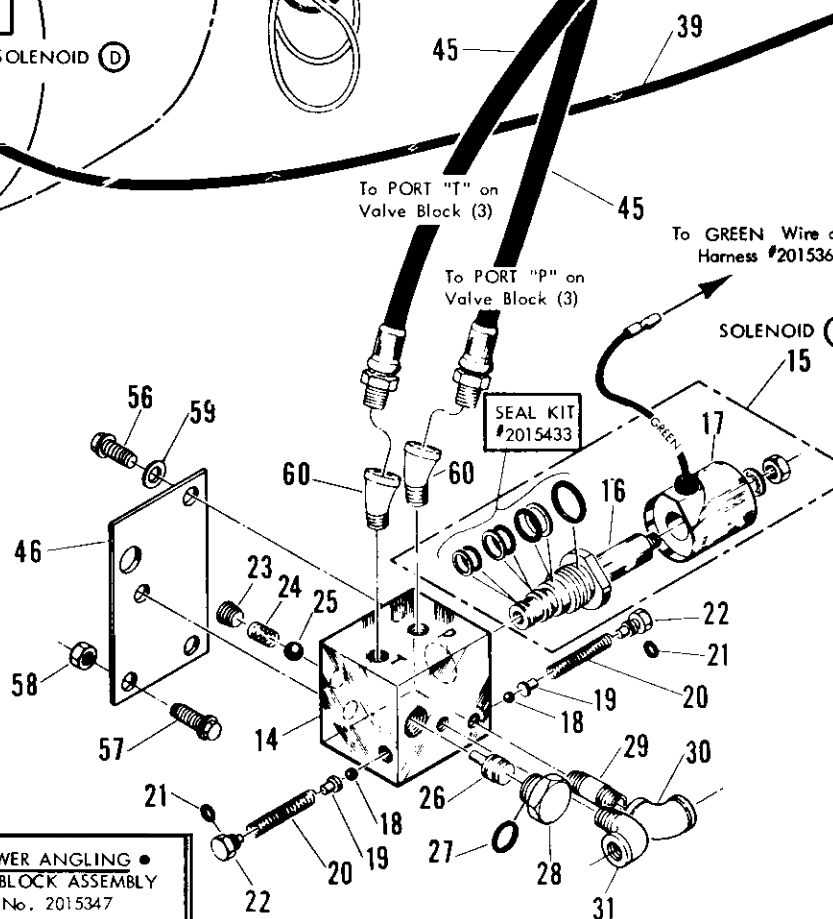 SOLENOID D
45
39
To PORT "T" on
Valve Block (3)
45
To GREEN Wire
Harness #201536
To PORT "P" on
Valve Block (3)
SOLENOID
15
56
59
SEAL KIT
#2015433
17
GREEN
60
60
16
46
23
24
25
22
T
P
21
58
20
19
14
18
57
29
30
21
26
18
19
27
20
28
22
31
WER ANGLING •
BLOCK ASSEMBLY
No. 2015347